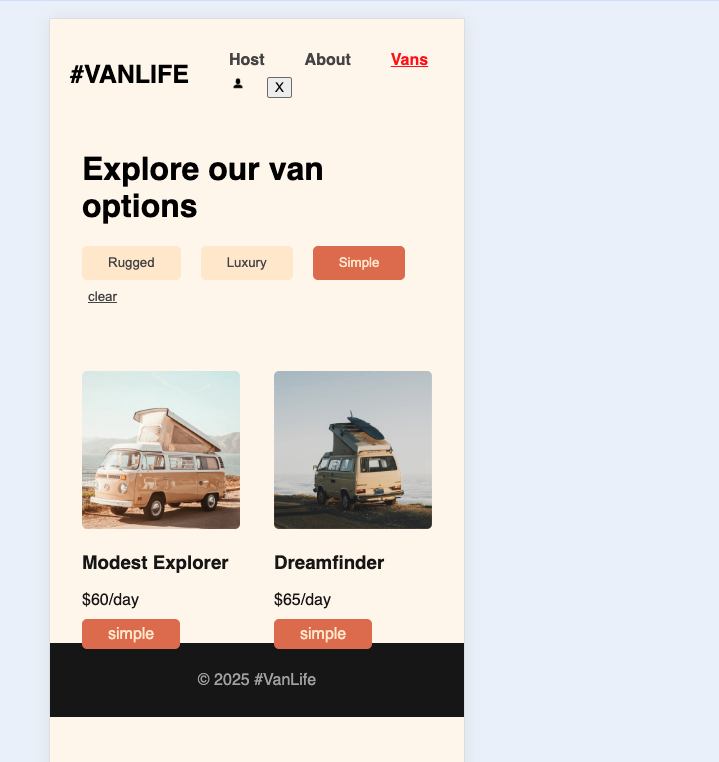 #VANLIFE
Host About Vans
X
Explore our van
options
Rugged Luxury Simple
clear
Modest Explorer
$60/day
simple
Dreamfinder
$65/day
simple
© 2025 #VanLife